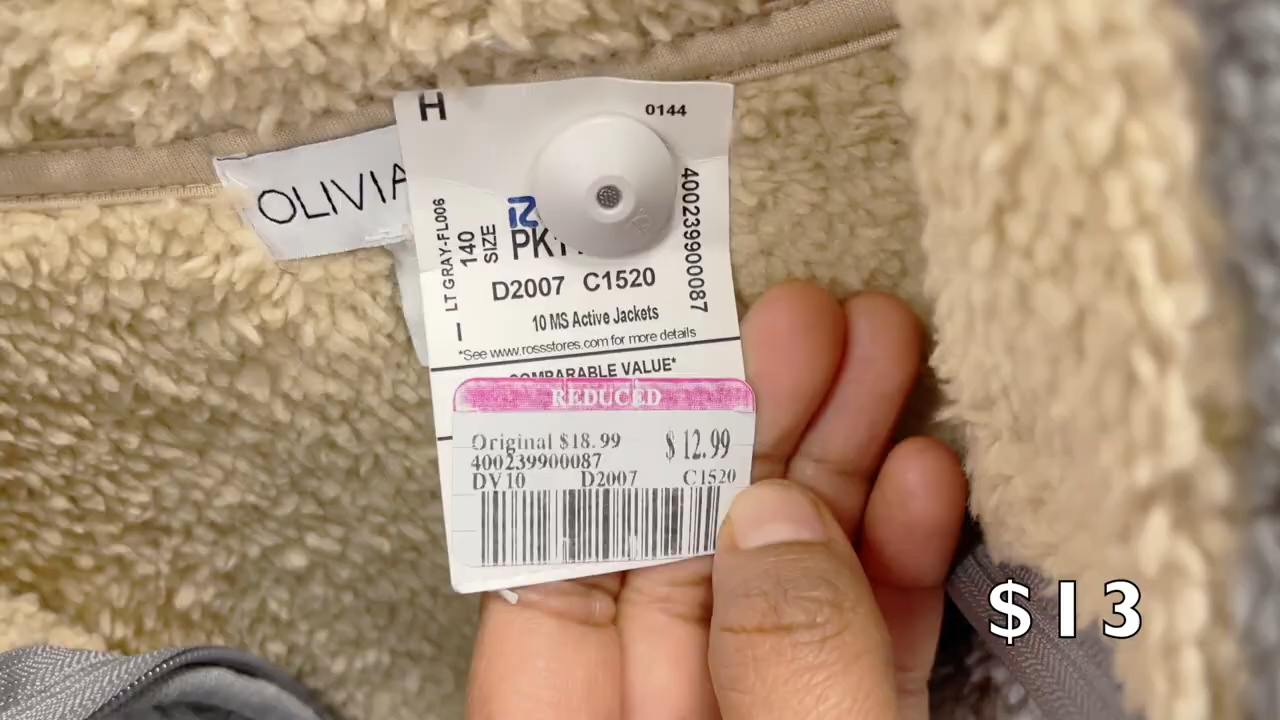 OLIVIA
H
0144
LT GRAY-FL006
140
SIZE
400239900087
D2007 C1520
10 MS Active Jackets
*See www.rossstores.com for more details
COMPARABLE VALUE*
REDUCED
Original $18.99
$12.99
400239900087
DV10 D2007 C1520
$13